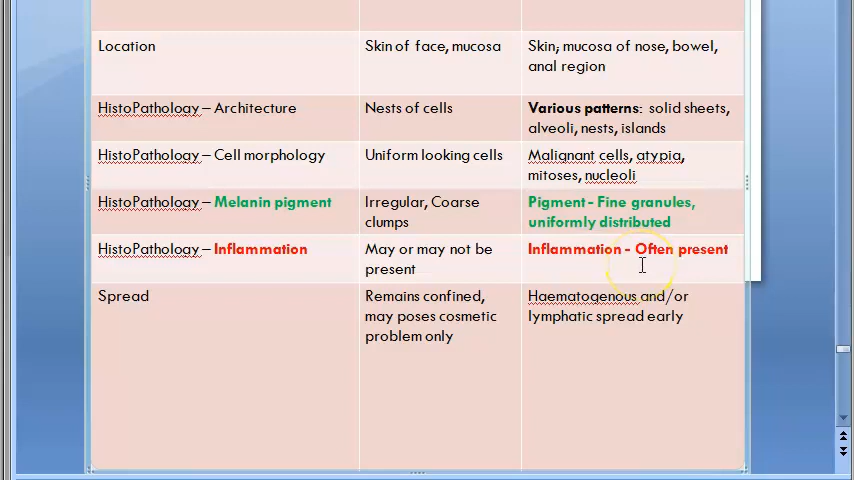 Location
Skin of face, mucosa
Skin; mucosa of nose, bowel,
anal region
HistoPathology – Architecture
Nests of cells
Various patterns: solid sheets,
alveoli, nests, islands
HistoPathology – Cell morphology
Uniform looking cells
Malignant cells, atypia,
mitoses, nucleoli
HistoPathology – Melanin pigment
Irregular, Coarse
clumps
Pigment - Fine granules,
uniformly distributed
HistoPathology – Inflammation
May or may not be
present
Inflammation - Often present
Spread
Remains confined,
may poses cosmetic
problem only
Haematogenous and/or
lymphatic spread early